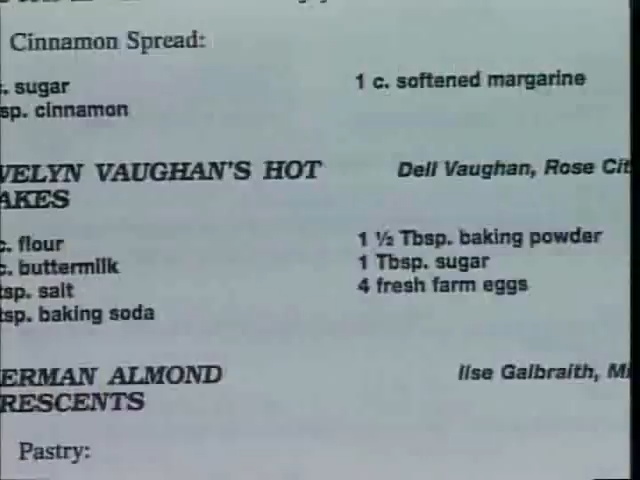 Cinnamon Spread:
c. sugar
1 c. softened margarine
sp. cinnamon
VELYN VAUGHAN'S HOT
Dell Vaughan, Rose Cit
AKES
c. flour
1 ½ Tbsp. baking powder
c. buttermilk
1 Tbsp. sugar
tsp. salt
4 fresh farm eggs
tsp. baking soda
ERMAN ALMOND
Ilse Galbraith, Mi
RESCENTS
Pastry: